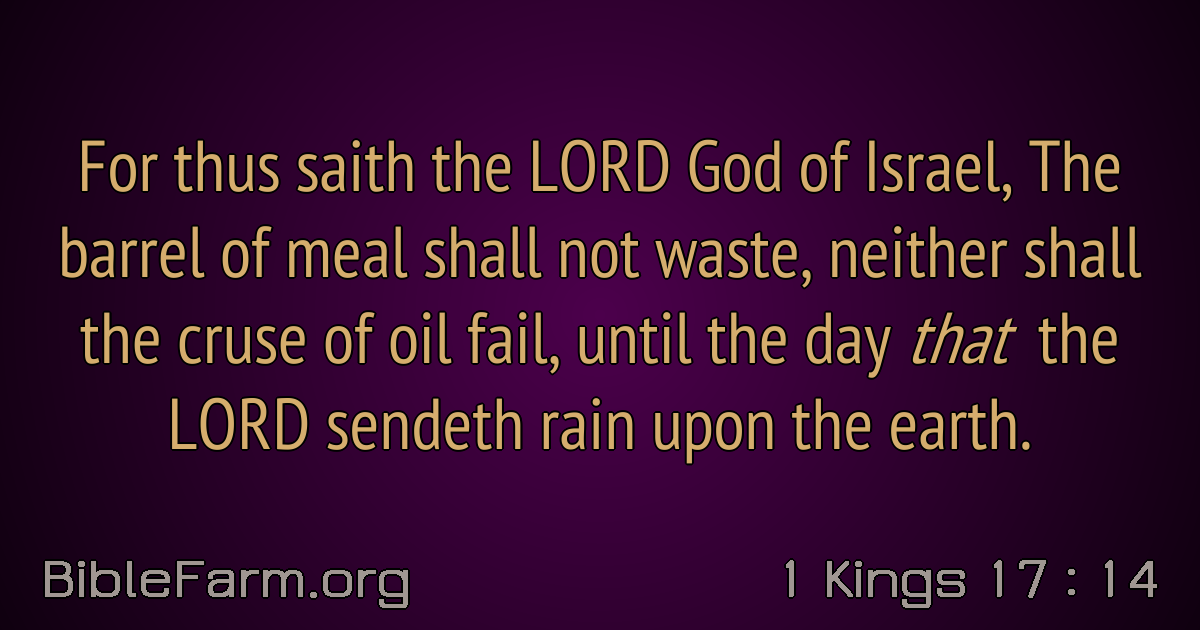 For thus saith the LORD God of Israel, The
barrel of meal shall not waste, neither shall
the cruse of oil fail, until the day that the
LORD sendeth rain upon the earth.
BibleFarm.org
1 Kings 17 : 14